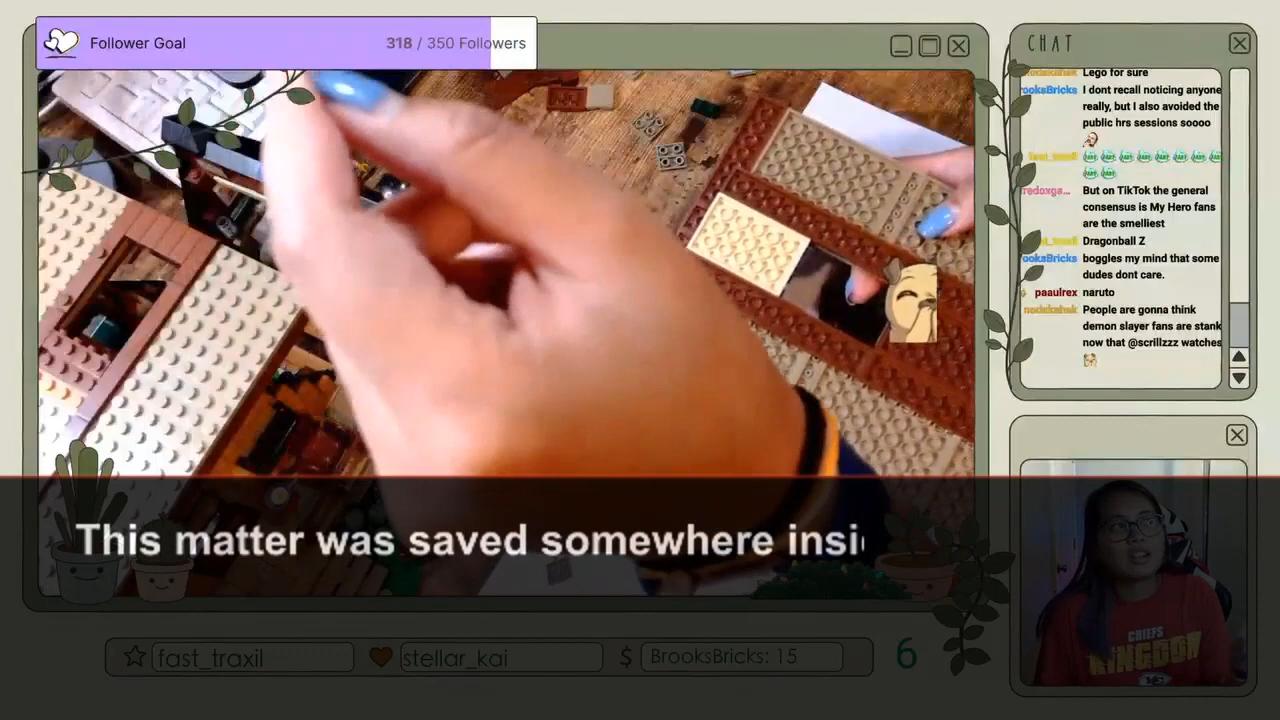 Follower Goal
318 / 350 Followers
CHAT
Lego for sure
I dont recall noticing anyone
really, but I also avoided the
public hrs sessions soooo
But on TikTok the general
consensus is My Hero fans
are the smelliest
Dragonball Z
ooksBricks boggles my mind that some
dudes dont care.
paaulrex naruto
People are gonna think
demon slayer fans are stank
now that @scrillzzz watches
This matter was saved somewhere insi
CHIEFS
KINGDOM
fast_traxil
stellar_kai
$ BrooksBricks: 15
6